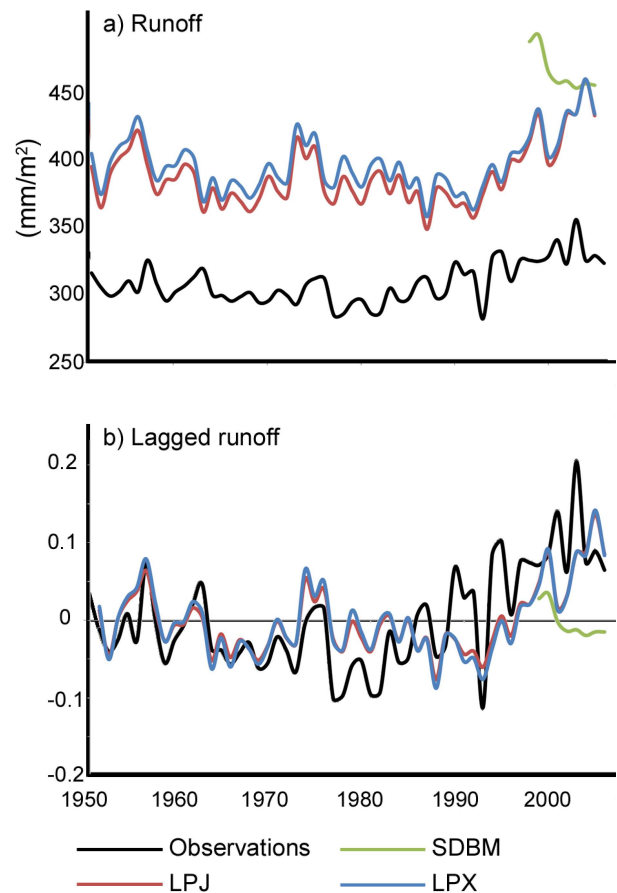 a) Runoff
(mm/m²)
450
400
350
300
250
b) Lagged runoff
0.2
0.1
0
-0.1
-0.2
1950 1960 1970 1980 1990 2000
Observations SDBM
LPJ LPX